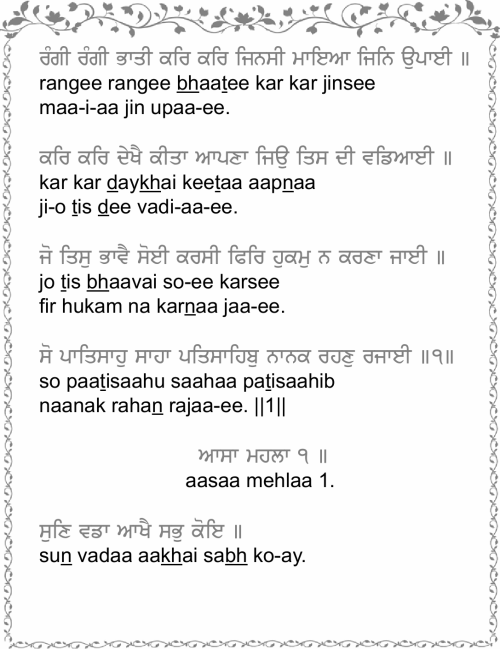 ਰੰਗੀ ਰੰਗੀ ਭਾਤੀ ਕਰਿ ਕਰਿ ਜਿਨਸੀ ਮਾਇਆ ਜਿਨਿ ਉਪਾਈ ॥
rangee rangee bhaatee kar kar jinsee
maa-i-aa jin upaa-ee.
ਕਰਿ ਕਰਿ ਦੇਖੈ ਕੀਤਾ ਆਪਣਾ ਜਿਉ ਤਿਸ ਦੀ ਵਡਿਆਈ ॥
kar kar daykhai keetaa aapnaa
ji-o tis dee vadi-aa-ee.
ਜੋ ਤਿਸੁ ਭਾਵੈ ਸੋਈ ਕਰਸੀ ਫਿਰਿ ਹੁਕਮੁ ਨ ਕਰਣਾ ਜਾਈ ॥
jo tis bhaavai so-ee karsee
fir hukam na karnaa jaa-ee.
ਸੋ ਪਾਤਿਸਾਹੁ ਸਾਹਾ ਪਤਿਸਾਹਿਬੁ ਨਾਨਕ ਰਹਣੁ ਰਜਾਈ ॥੧॥
so paatisaahu saahaa patisaahib
naanak rahan rajaa-ee. ||1||
ਆਸਾ ਮਹਲਾ ੧ ॥
aasaa mehlaa 1.
ਸੁਣਿ ਵਡਾ ਆਖੈ ਸਭੁ ਕੋਇ ॥
sun vadaa aakhai sabh ko-ay.